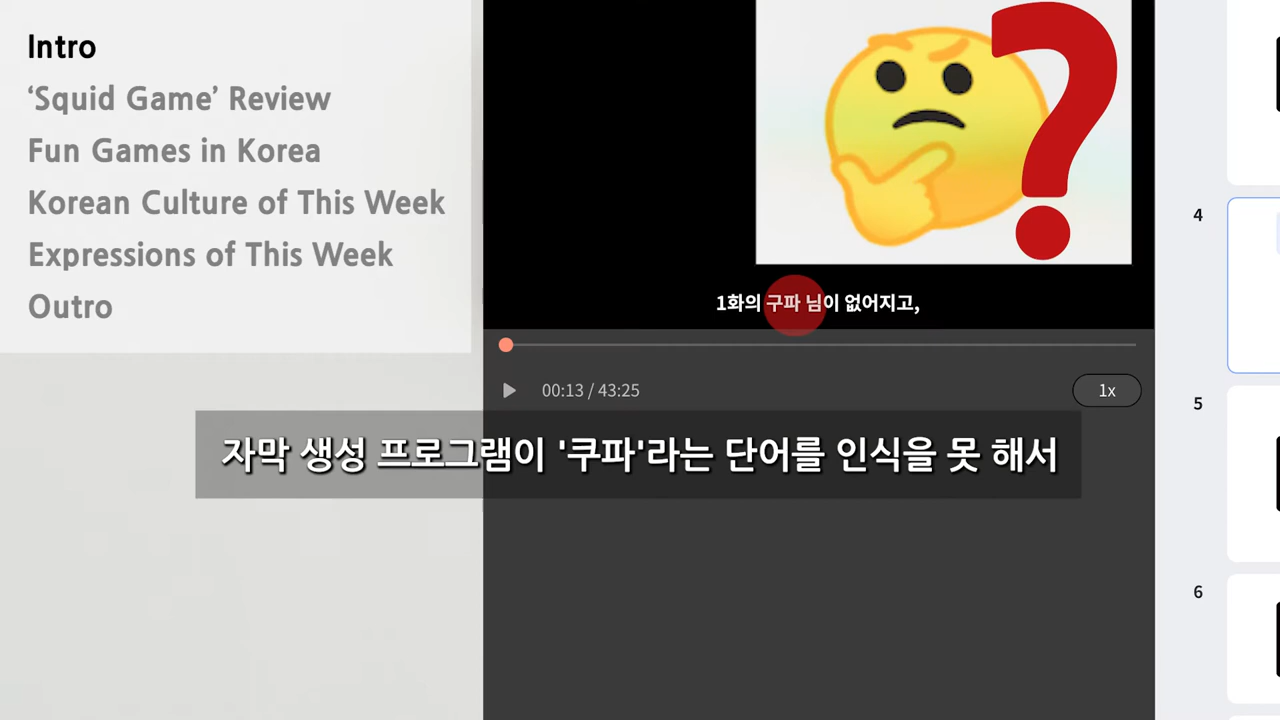 Intro
‘Squid Game’ Review
Fun Games in Korea
Korean Culture of This Week
Expressions of This Week
Outro
?
1화의 구파 님이 없어지고,
00:13 / 43:25
1x
자막 생성 프로그램이 '쿠파'라는 단어를 인식을 못 해서
4
5
6